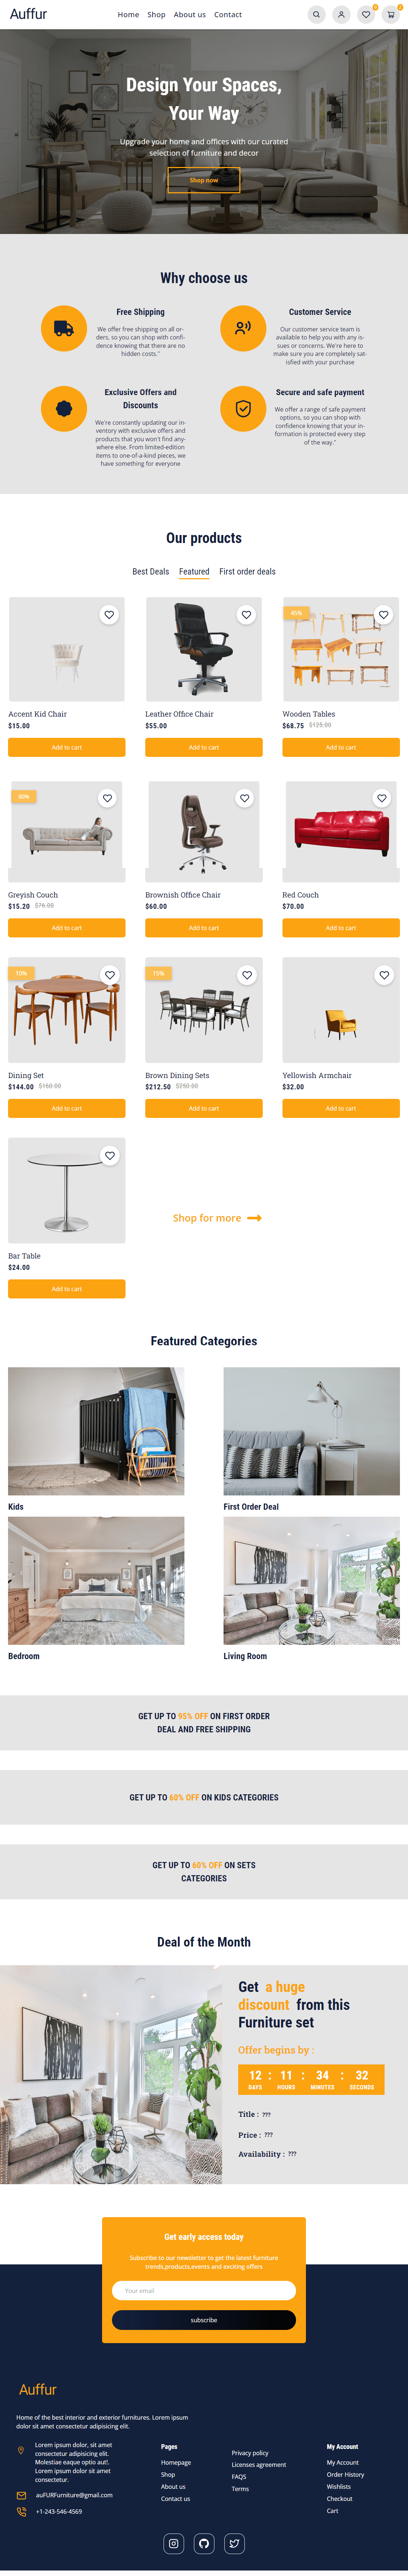 Auffur
Home Shop About us Contact
0
2
Design Your Spaces,
Your Way
Upgrade your home and offices with our curated
selection of furniture and decor
Shop now
Why choose us
Free Shipping
We offer free shipping on all or-
ders, so you can shop with confi-
dence knowing that there are no
hidden costs."
Customer Service
Our customer service team is
available to help you with any is-
sues or concerns. We're here to
make sure you are completely sat-
isfied with your purchase
Exclusive Offers and
Discounts
We're constantly updating our in-
ventory with exclusive offers and
products that you won't find any-
where else. From limited-edition
items to one-of-a-kind pieces, we
have something for everyone
Secure and safe payment
We offer a range of safe payment
options, so you can shop with
confidence knowing that your in-
formation is protected every step
of the way."
Our products
Best Deals Featured First order deals
Accent Kid Chair
$15.00
Add to cart
Leather Office Chair
$55.00
Add to cart
45%
Wooden Tables
$68.75 $125.00
Add to cart
80%
Greyish Couch
$15.20 $76.00
Add to cart
Brownish Office Chair
$60.00
Add to cart
Red Couch
$70.00
Add to cart
10%
Dining Set
$144.00 $160.00
Add to cart
15%
Brown Dining Sets
$212.50 $250.00
Add to cart
Yellowish Armchair
$32.00
Add to cart
Bar Table
$24.00
Add to cart
Shop for more
Featured Categories
Kids
First Order Deal
Bedroom
Living Room
GET UP TO 95% OFF ON FIRST ORDER
DEAL AND FREE SHIPPING
GET UP TO 60% OFF ON KIDS CATEGORIES
GET UP TO 60% OFF ON SETS
CATEGORIES
Deal of the Month
Get a huge
discount from this
Furniture set
Offer begins by :
12 : 11 : 34 : 32
DAYS HOURS MINUTES SECONDS
Title : ???
Price : ???
Availability : ???
Get early access today
Subscribe to our newsletter to get the latest furniture
trends,products,events and exciting offers
Your email
subscribe
Auffur
Home of the best interior and exterior furnitures. Lorem ipsum
dolor sit amet consectetur adipisicing elit.
Lorem ipsum dolor, sit amet
consectetur adipisicing elit.
Molestiae eaque optio aut!.
Lorem ipsum dolor sit amet
consectetur.
auFURFurniture@gmail.com
+1-243-546-4569
Pages
Homepage
Shop
About us
Contact us
Privacy policy
Licenses agreement
FAQS
Terms
My Account
My Account
Order History
Wishlists
Checkout
Cart